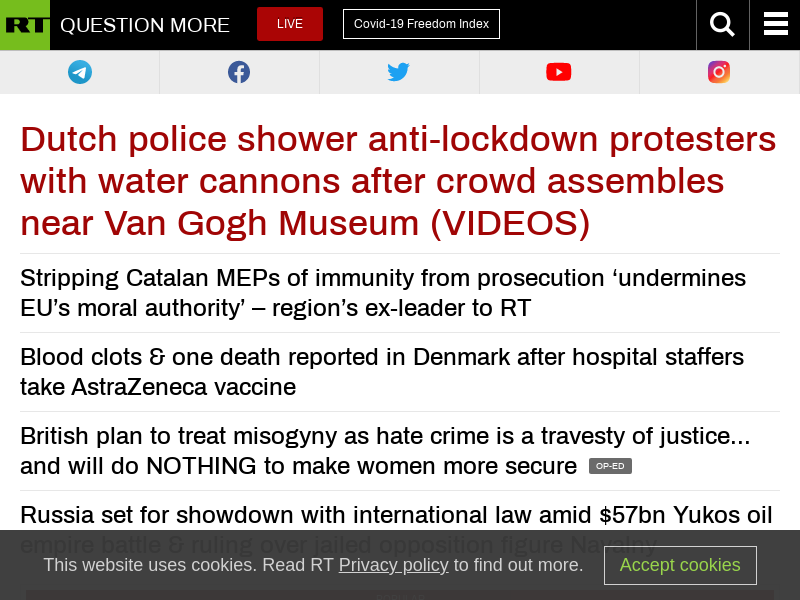 RT QUESTION MORE LIVE Covid-19 Freedom Index
Dutch police shower anti-lockdown protesters
with water cannons after crowd assembles
near Van Gogh Museum (VIDEOS)
Stripping Catalan MEPs of immunity from prosecution ‘undermines
EU’s moral authority’ – region’s ex-leader to RT
Blood clots & one death reported in Denmark after hospital staffers
take AstraZeneca vaccine
British plan to treat misogyny as hate crime is a travesty of justice...
and will do NOTHING to make women more secure OP-ED
Russia set for showdown with international law amid $57bn Yukos oil
empire battle & ruling over jailed opposition figure Navalny
This website uses cookies. Read RT Privacy policy to find out more. Accept cookies